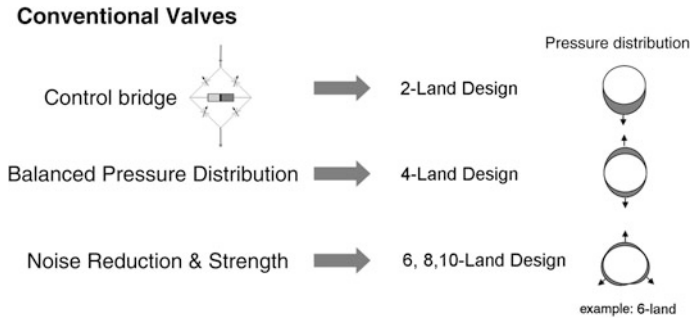 Conventional Valves
Pressure distribution
Control bridge
2-Land Design
Balanced Pressure Distribution
4-Land Design
Noise Reduction & Strength
6, 8,10-Land Design
example: 6-land